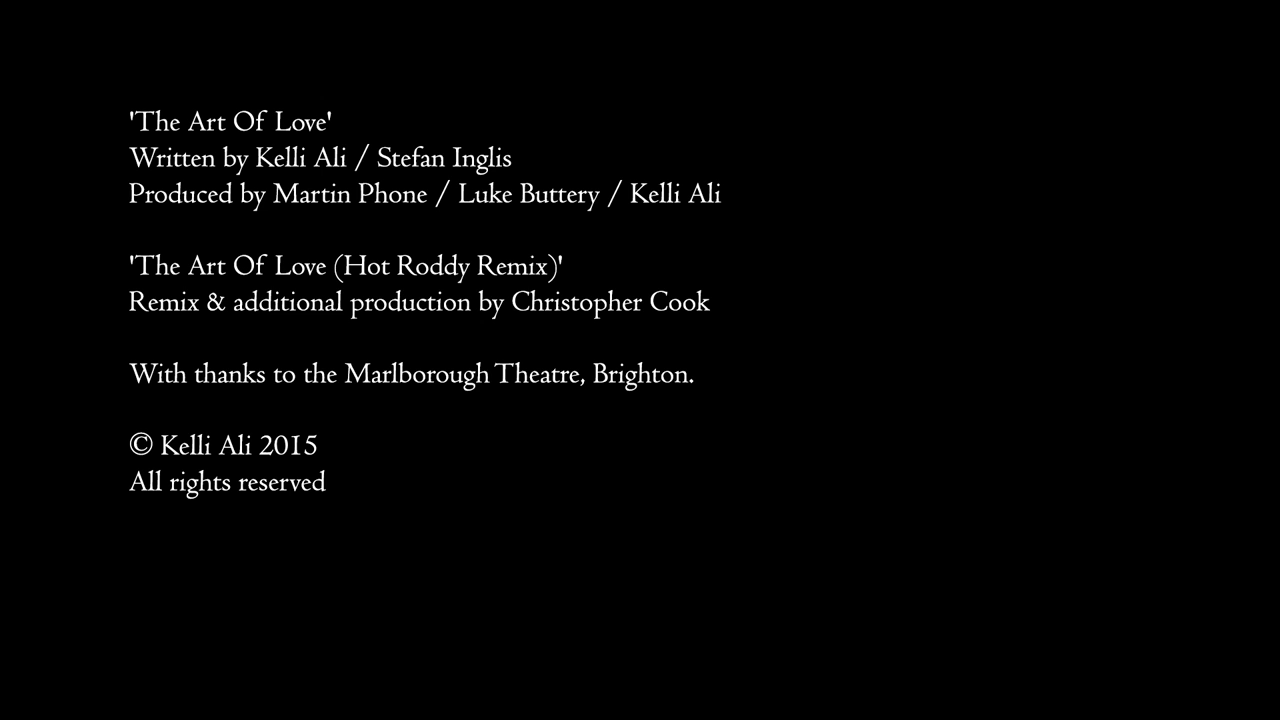 'The Art Of Love'
Written by Kelli Ali / Stefan Inglis
Produced by Martin Phone / Luke Buttery / Kelli Ali
'The Art Of Love (Hot Roddy Remix)'
Remix & additional production by Christopher Cook
With thanks to the Marlborough Theatre, Brighton.
© Kelli Ali 2015
All rights reserved